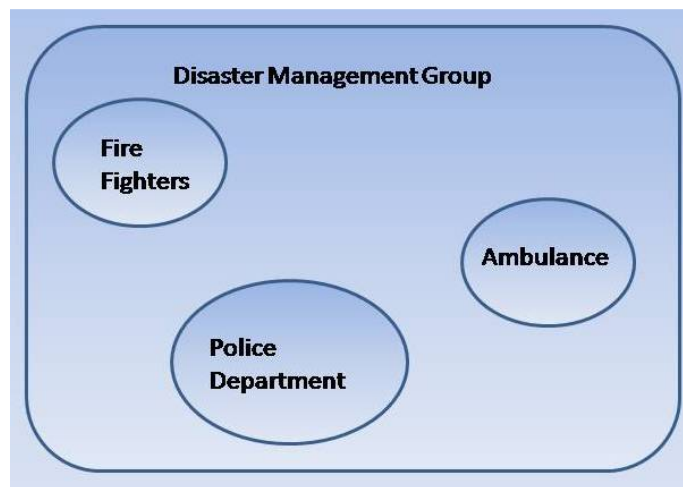 Disaster Management Group
Fire
Fighters
Ambulance
Police
Department